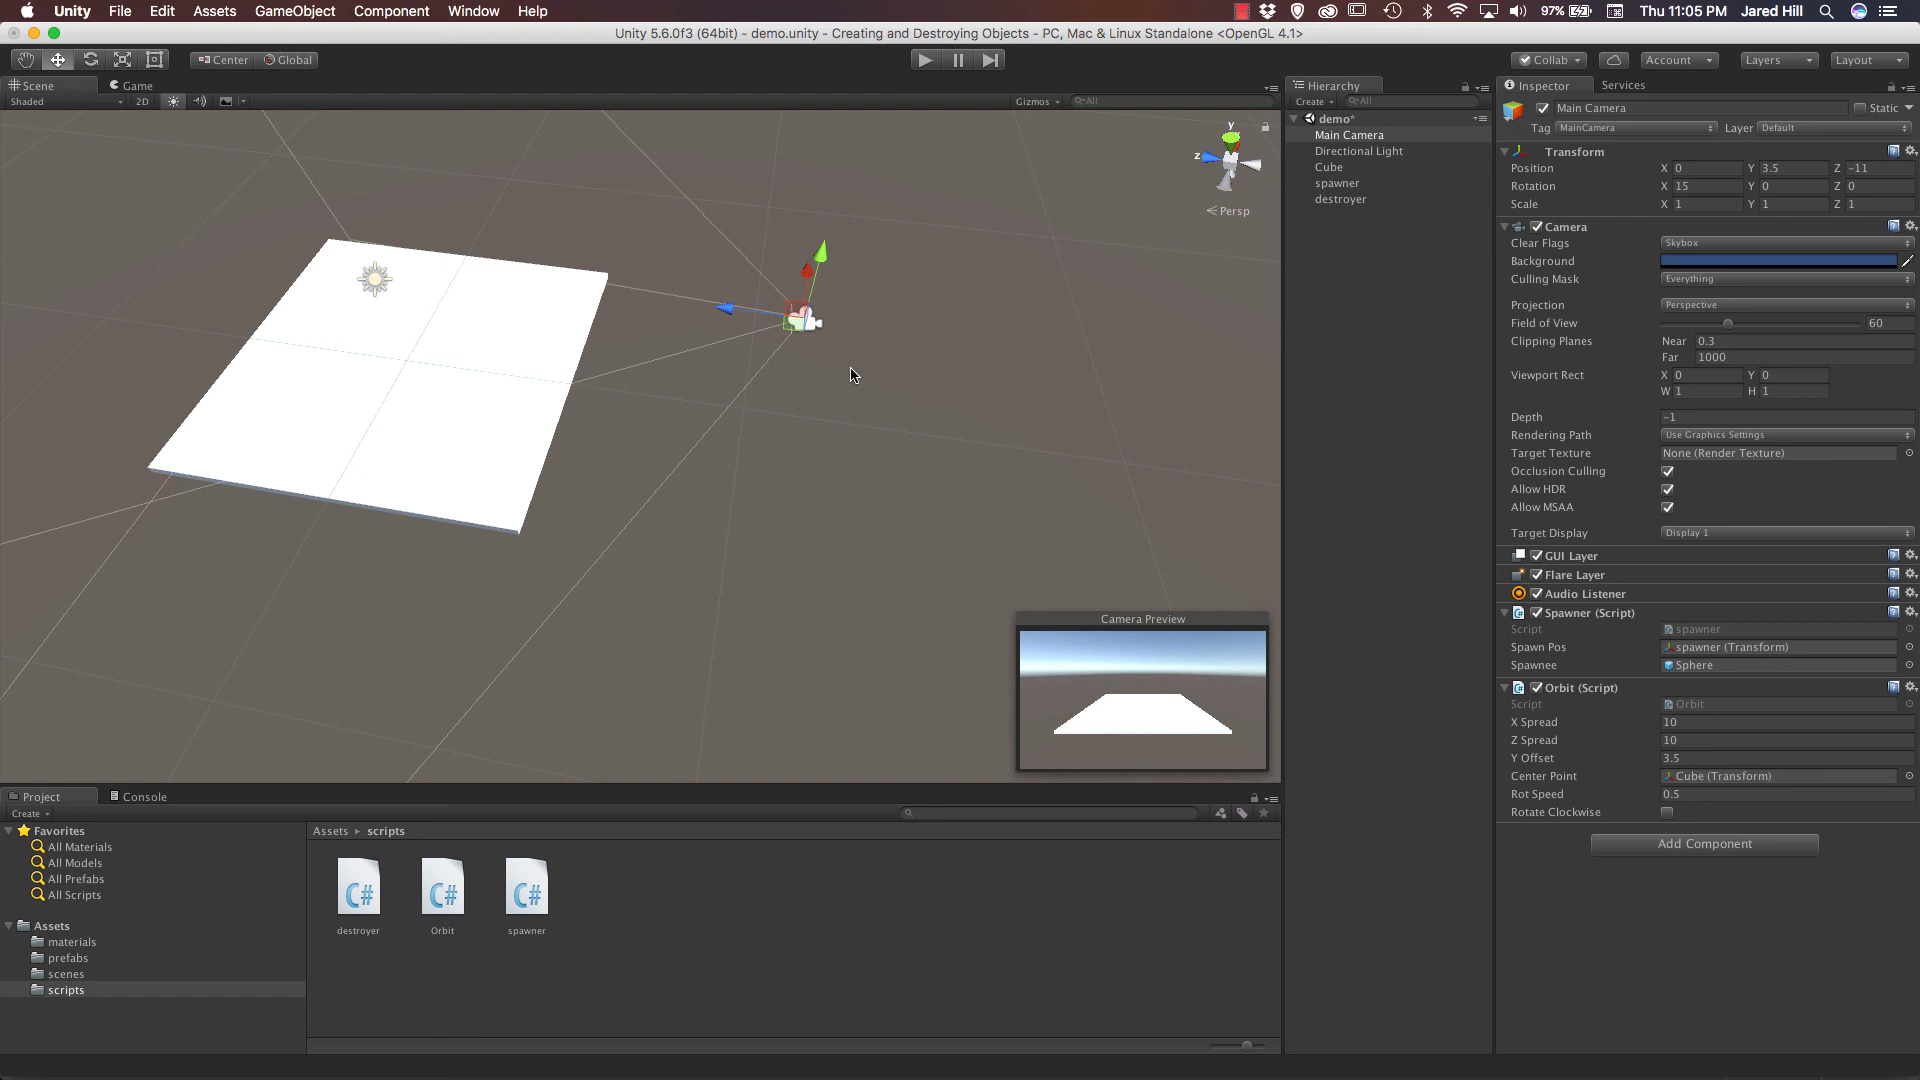 Unity File Edit Assets GameObject Component Window Help 97% Thu 11:05 PM Jared Hill
Unity 5.6.0f3 (64bit) - demo.unity - Creating and Destroying Objects - PC, Mac & Linux Standalone <OpenGL 4.1>
Center Global Collab Account Layers Layout
Scene Game
Shaded 2D Gizmos All
y
z
Persp
Camera Preview
Hierarchy
Create All
demo*
Main Camera
Directional Light
Cube
spawner
destroyer
Inspector Services
Main Camera Static
Tag MainCamera Layer Default
Transform
Position X 0 Y 3.5 Z -11
Rotation X 15 Y 0 Z 0
Scale X 1 Y 1 Z 1
Camera
Clear Flags Skybox
Background
Culling Mask Everything
Projection Perspective
Field of View 60
Clipping Planes Near 0.3
Far 1000
Viewport Rect X 0 Y 0
W 1 H 1
Depth -1
Rendering Path Use Graphics Settings
Target Texture None (Render Texture)
Occlusion Culling
Allow HDR
Allow MSAA
Target Display Display 1
GUI Layer
Flare Layer
Audio Listener
Spawner (Script)
Script spawner
Spawn Pos spawner (Transform)
Spawnee Sphere
Orbit (Script)
Script Orbit
X Spread 10
Z Spread 10
Y Offset 3.5
Center Point Cube (Transform)
Rot Speed 0.5
Rotate Clockwise
Add Component
Project Console
Create
Favorites
All Materials
All Models
All Prefabs
All Scripts
Assets
materials
prefabs
scenes
scripts
Assets scripts
C# C# C#
destroyer Orbit spawner